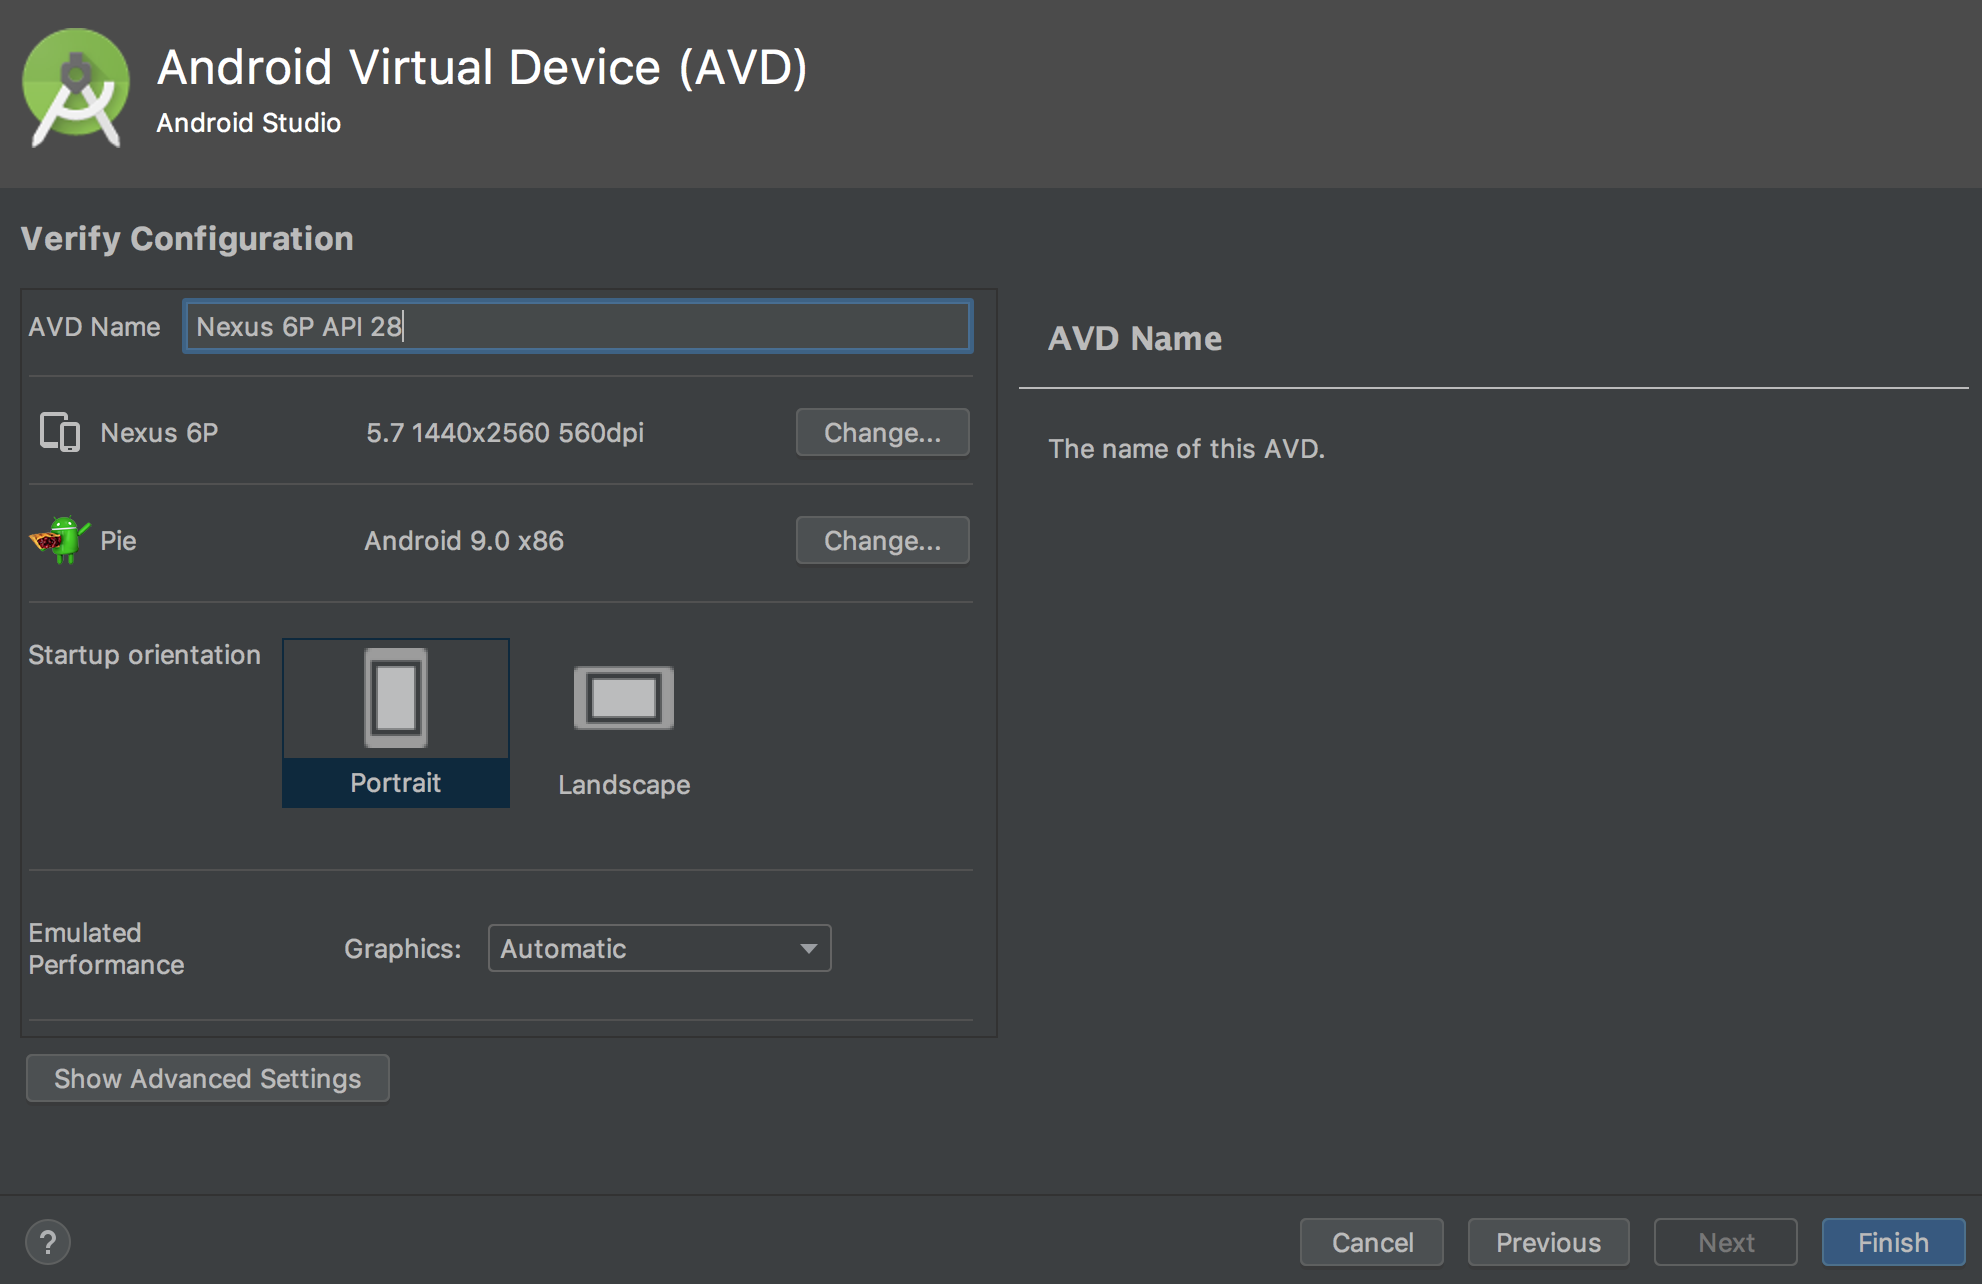 Android Virtual Device (AVD)
Android Studio
Verify Configuration
AVD Name
Nexus 6P API 28
Nexus 6P
5.7 1440x2560 560dpi
Change...
Pie
Android 9.0 x86
Change...
Startup orientation
Portrait
Landscape
Emulated
Performance
Graphics:
Automatic
Show Advanced Settings
AVD Name
The name of this AVD.
?
Cancel
Previous
Next
Finish